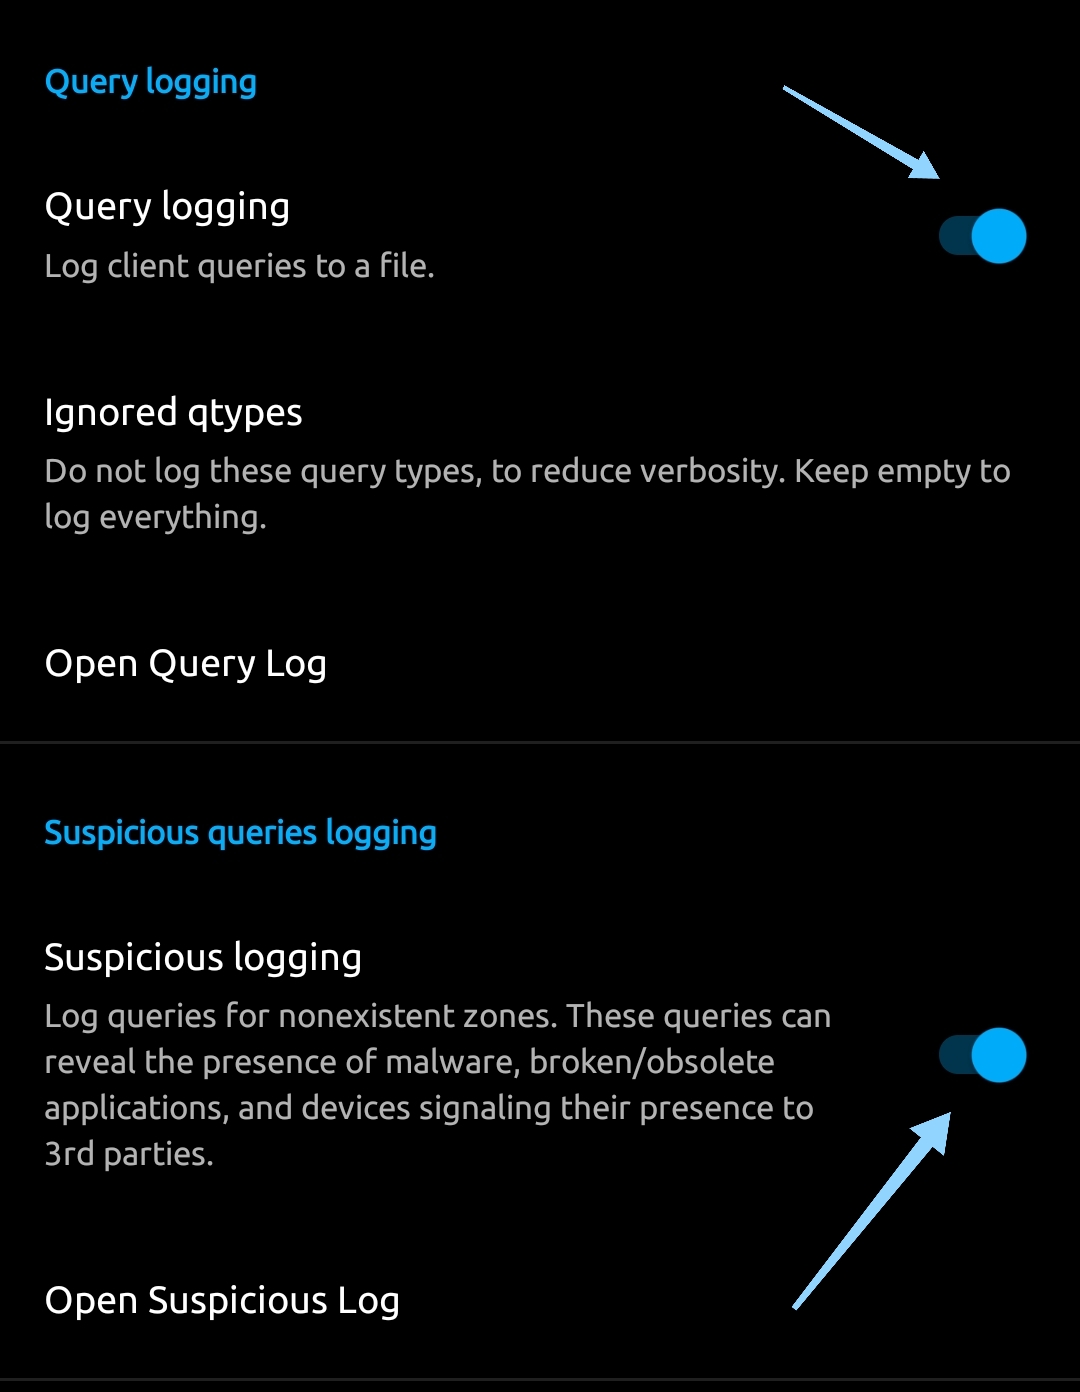 Query logging
Query logging
Log client queries to a file.
Ignored qtypes
Do not log these query types, to reduce verbosity. Keep empty to
log everything.
Open Query Log
Suspicious queries logging
Suspicious logging
Log queries for nonexistent zones. These queries can
reveal the presence of malware, broken/obsolete
applications, and devices signaling their presence to
3rd parties.
Open Suspicious Log